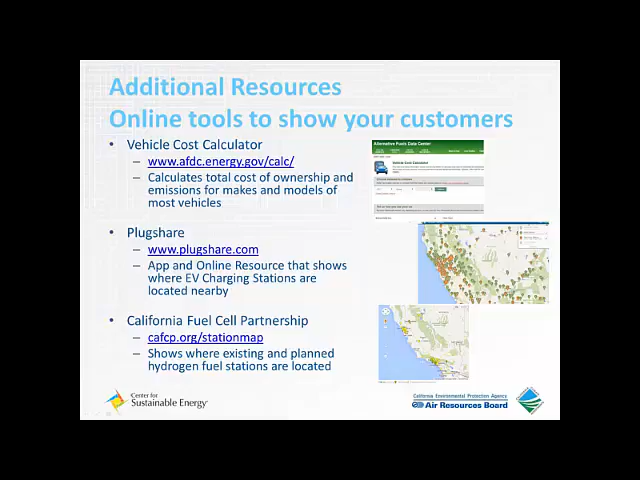 Additional Resources
Online tools to show your customers
• Vehicle Cost Calculator
– www.afdc.energy.gov/calc/
– Calculates total cost of ownership and
emissions for makes and models of
most vehicles
• Plugshare
– www.plugshare.com
– App and Online Resource that shows
where EV Charging Stations are
located nearby
• California Fuel Cell Partnership
– cafcp.org/stationmap
– Shows where existing and planned
hydrogen fuel stations are located
Alternative Fuels Data Center
Vehicle Cost Calculator
Center for
Sustainable Energy
California Environmental Protection Agency
Air Resources Board